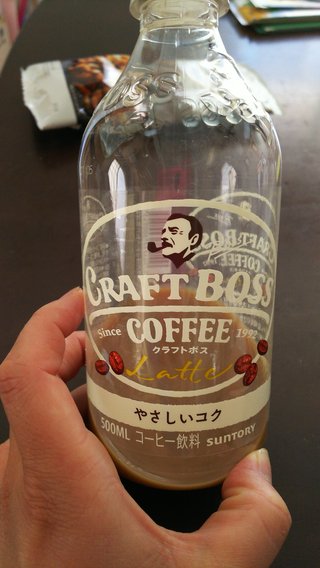 CRAFT BOSS
Since COFFEE 1992
クラフトボス
Latte
やさしいコク
500ML コーヒー飲料 SUNTORY